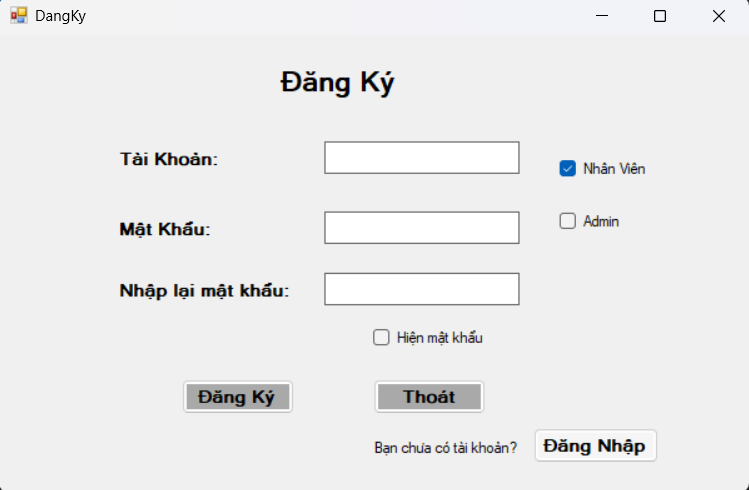 DangKy
Đăng Ký
Tài Khoản:
Nhân Viên
Mật Khẩu:
Admin
Nhập lại mật khẩu:
Hiện mật khẩu
Đăng Ký Thoát
Bạn chưa có tài khoản? Đăng Nhập